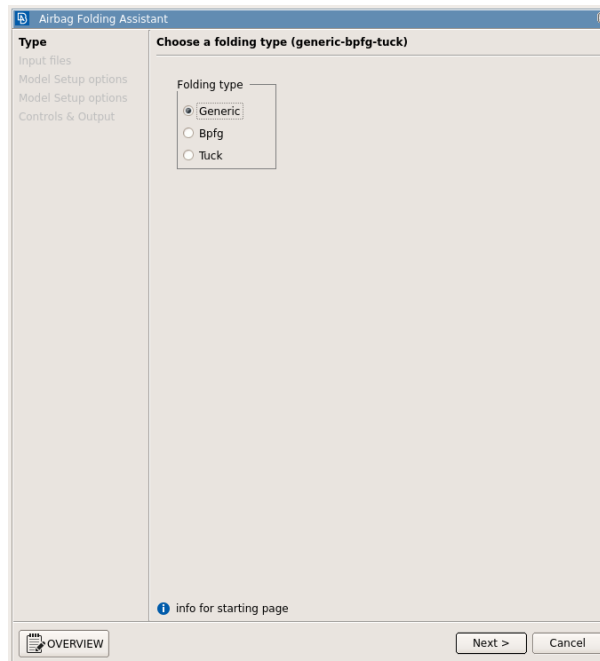 Airbag Folding Assistant
Type
Input files
Model Setup options
Model Setup options
Controls & Output
Choose a folding type (generic-bpfg-tuck)
Folding type
Generic
Bpfg
Tuck
info for starting page
OVERVIEW
Next >
Cancel